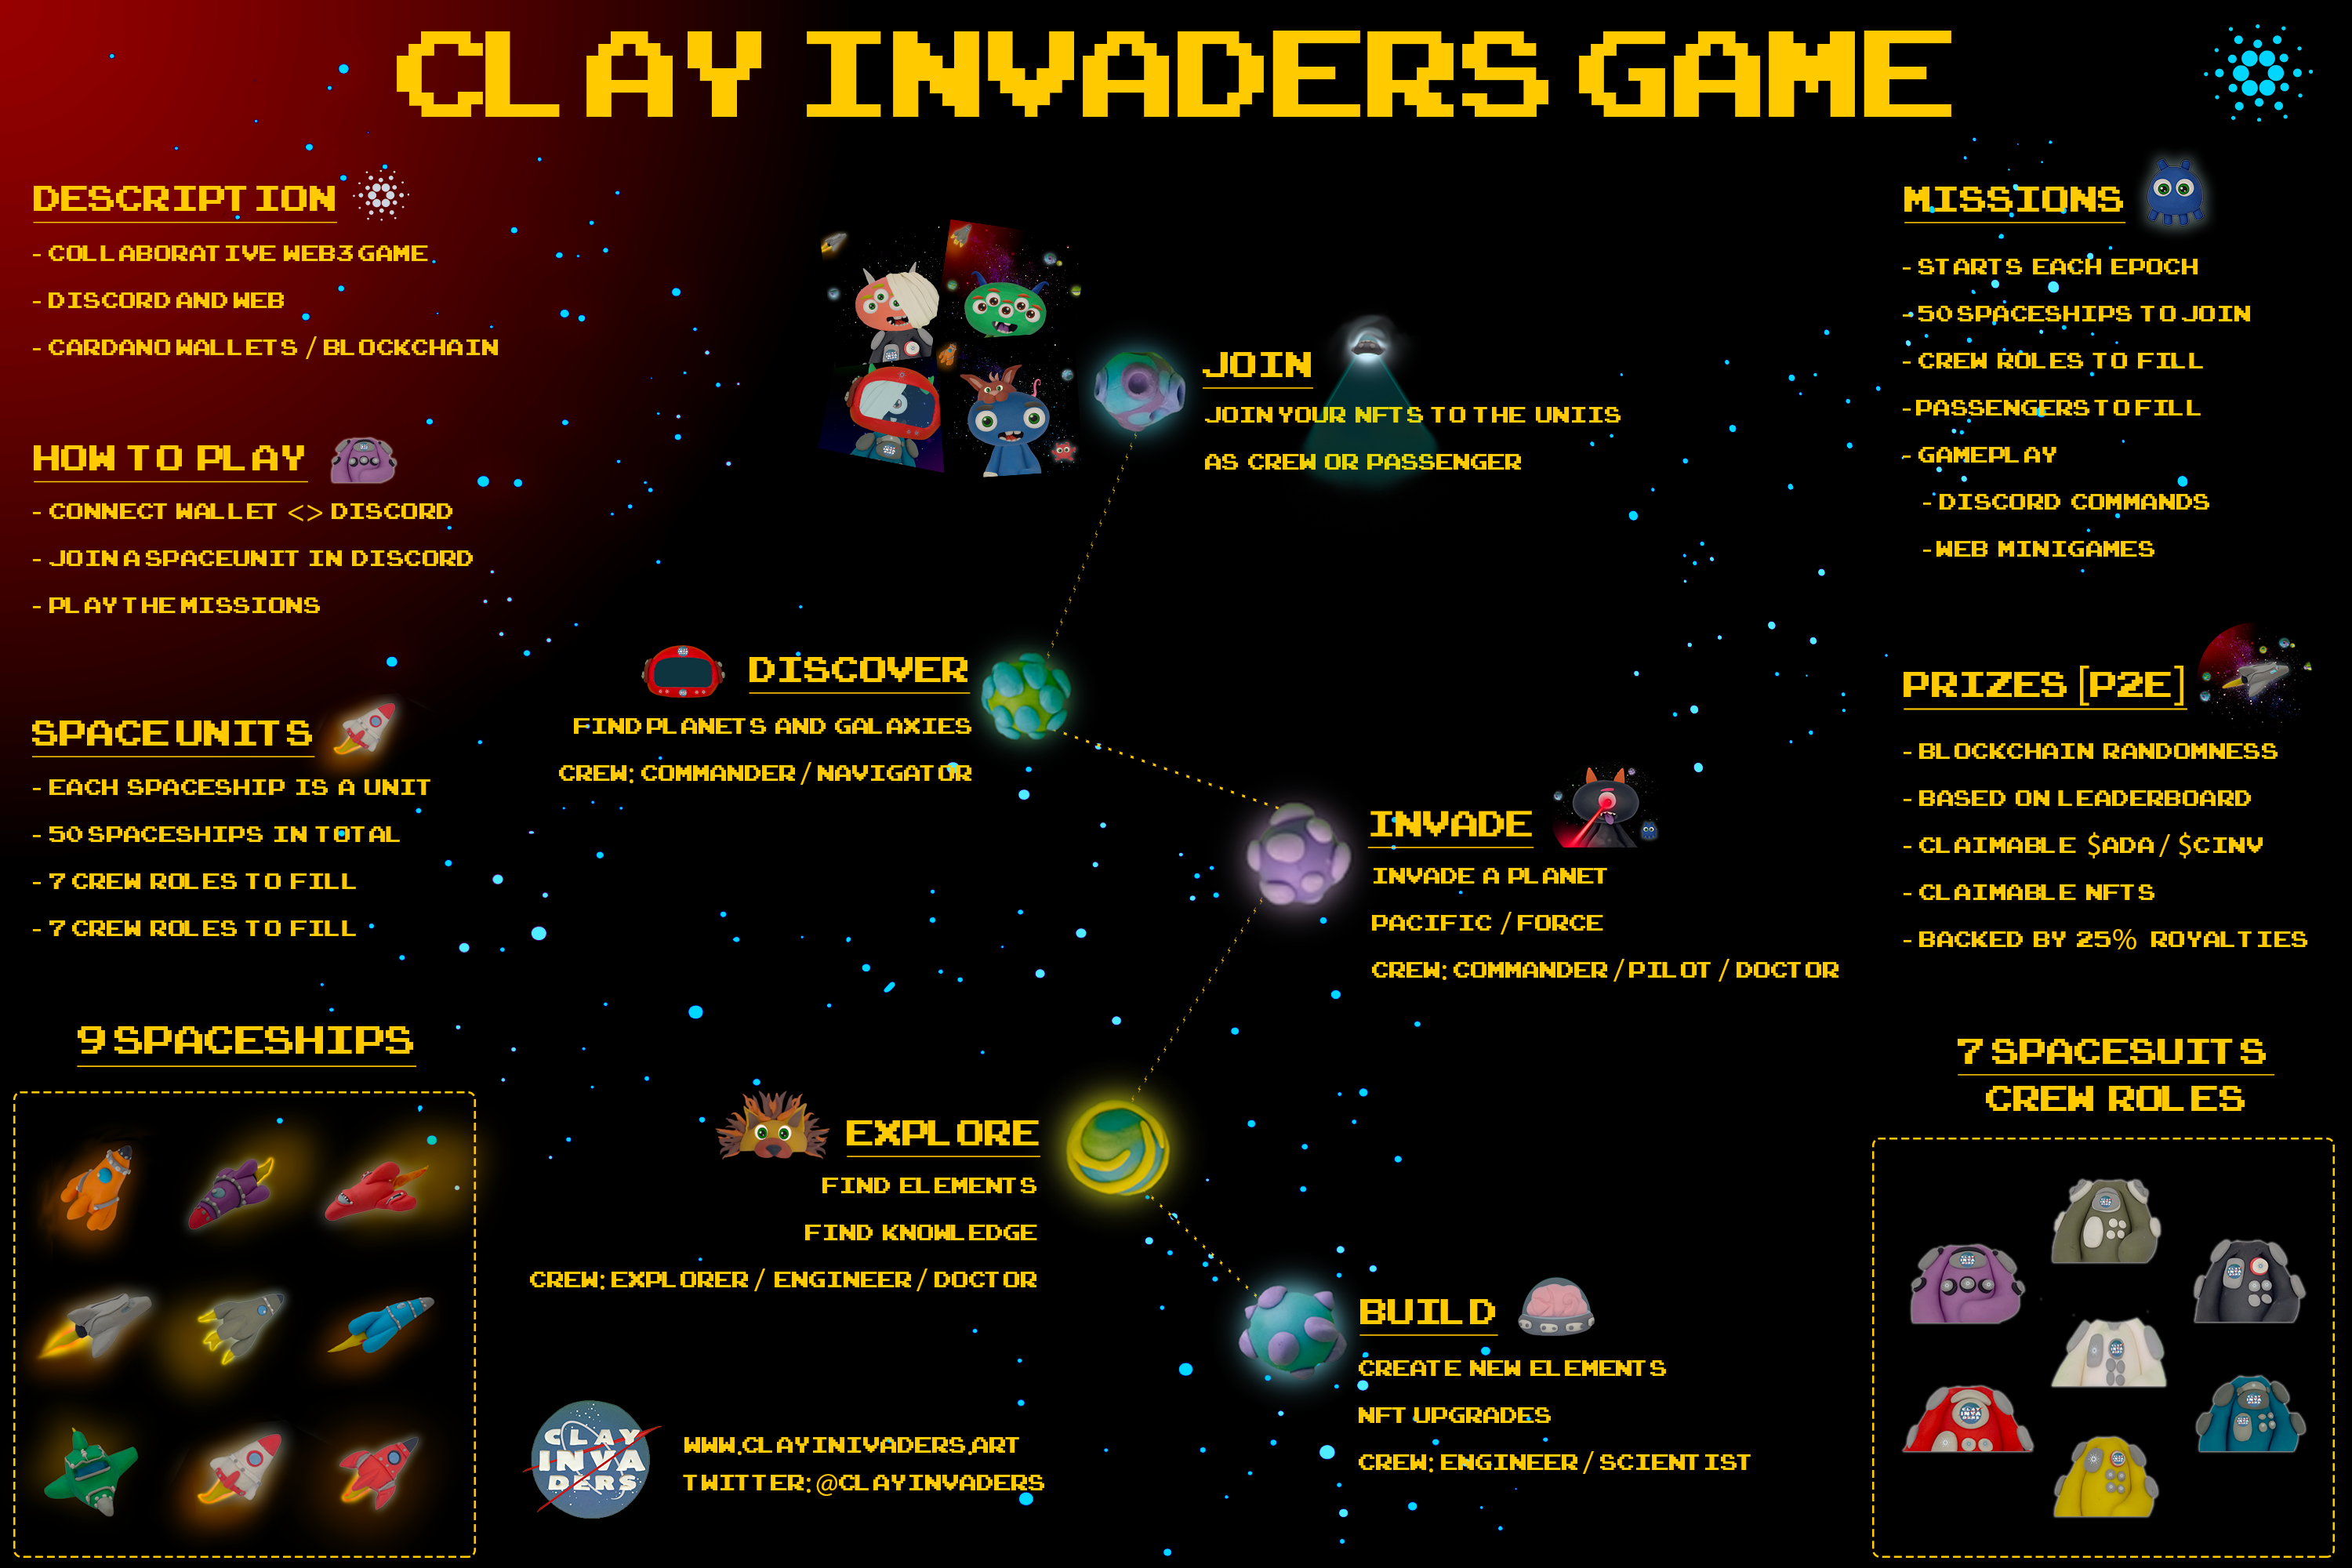 CLAY INVADERS GAME
DESCRIPTION
- COLLABORATIVE WEB3 GAME
- DISCORD AND WEB
- CARDANO WALLETS / BLOCKCHAIN
HOW TO PLAY
- CONNECT WALLET <> DISCORD
- JOIN A SPACEUNIT IN DISCORD
- PLAY THE MISSIONS
SPACE UNITS
- EACH SPACESHIP IS A UNIT
- 50 SPACESHIPS IN TOTAL
- 7 CREW ROLES TO FILL
- 7 CREW ROLES TO FILL
9 SPACESHIPS
JOIN
JOIN YOUR NFTS TO THE UNIIS
AS CREW OR PASSENGER
DISCOVER
FIND PLANETS AND GALAXIES
CREW: COMMANDER / NAVIGATOR
INVADE
INVADE A PLANET
PACIFIC / FORCE
CREW: COMMANDER / PILOT / DOCTOR
EXPLORE
FIND ELEMENTS
FIND KNOWLEDGE
CREW: EXPLORER / ENGINEER / DOCTOR
BUILD
CREATE NEW ELEMENTS
NFT UPGRADES
CREW: ENGINEER / SCIENTIST
CLAY
INVA
DERS
WWW.CLAYINIVADERS.ART
TWITTER: @CLAYINVADERS
MISSIONS
- STARTS EACH EPOCH
- 50 SPACESHIPS TO JOIN
- CREW ROLES TO FILL
- PASSENGERS TO FILL
- GAMEPLAY
- DISCORD COMMANDS
- WEB MINIGAMES
PRIZES [P2E]
- BLOCKCHAIN RANDOMNESS
- BASED ON LEADERBOARD
- CLAIMABLE $ADA / $CINV
- CLAIMABLE NFTS
- BACKED BY 25% ROYALTIES
7 SPACESUITS
CREW ROLES